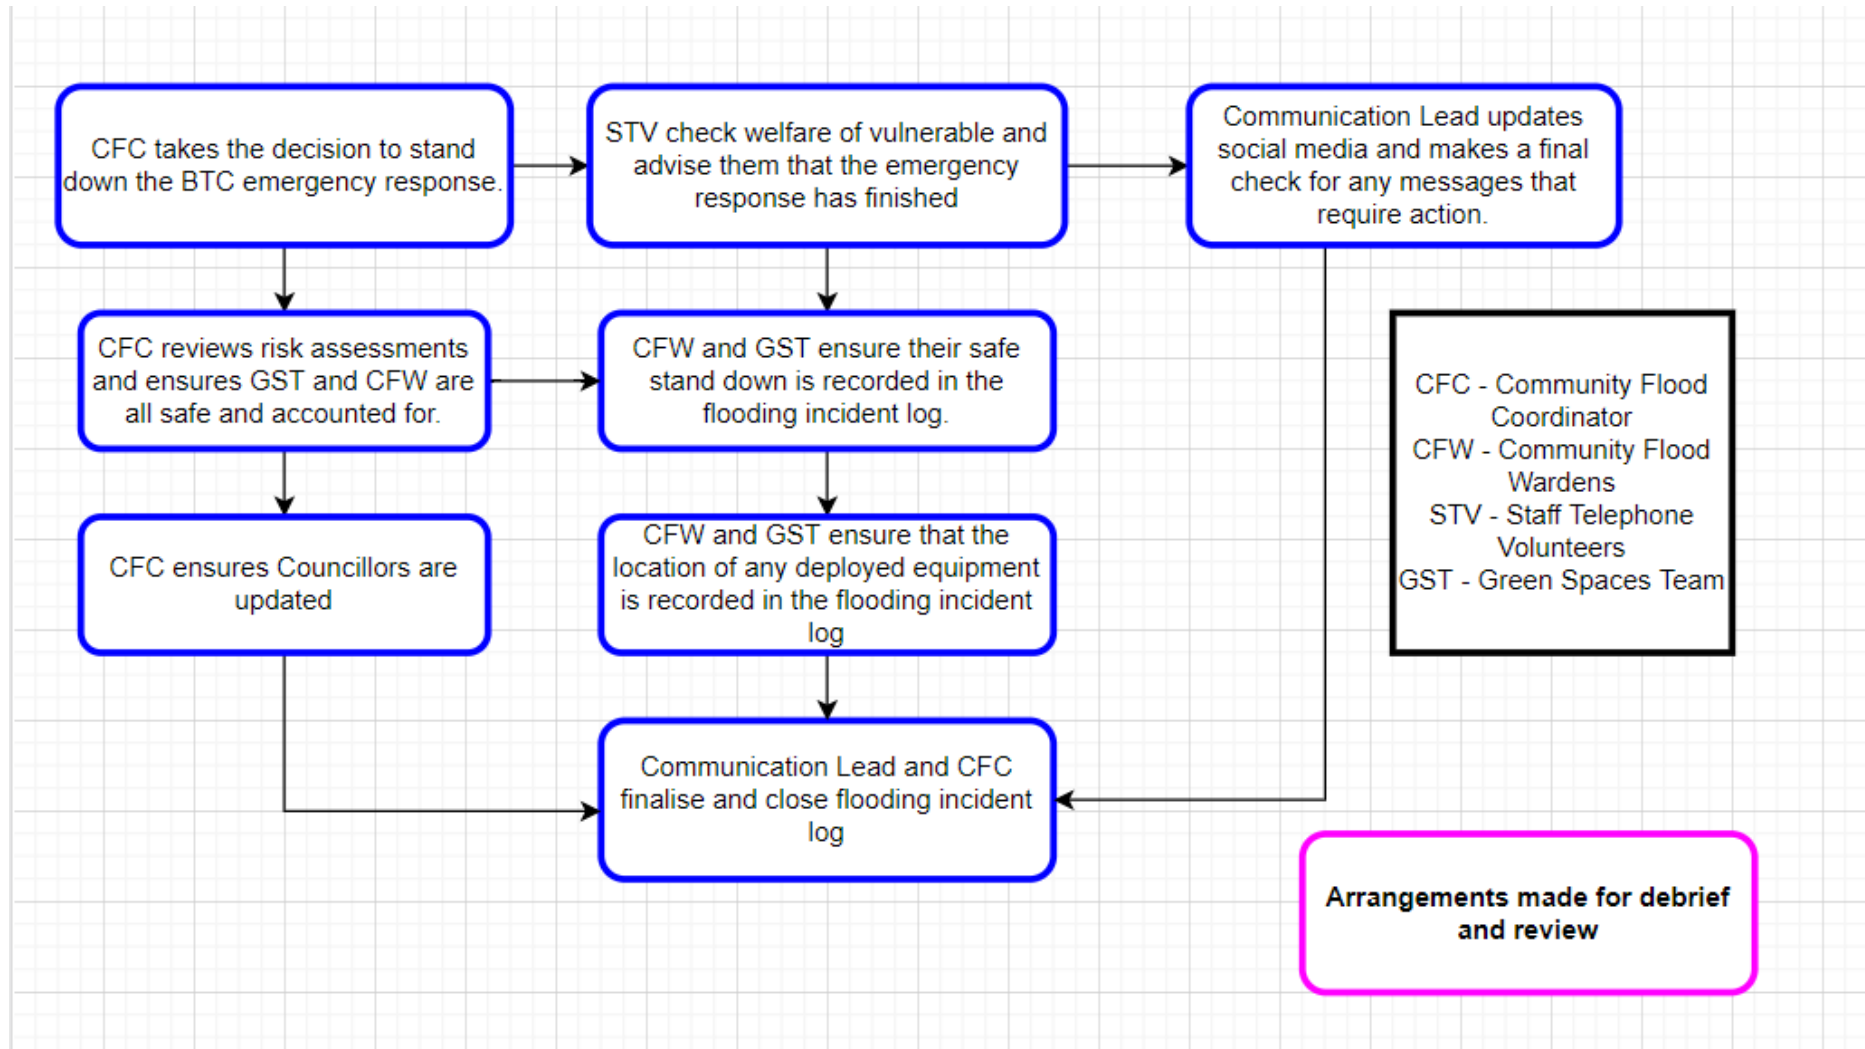 CFC takes the decision to stand
down the BTC emergency response.
STV check welfare of vulnerable and
advise them that the emergency
response has finished
Communication Lead updates
social media and makes a final
check for any messages that
require action.
CFC reviews risk assessments
and ensures GST and CFW are
all safe and accounted for.
CFW and GST ensure their safe
stand down is recorded in the
flooding incident log.
CFC - Community Flood
Coordinator
CFW - Community Flood
Wardens
STV - Staff Telephone
Volunteers
GST - Green Spaces Team
CFC ensures Councillors are
updated
CFW and GST ensure that the
location of any deployed equipment
is recorded in the flooding incident
log
Communication Lead and CFC
finalise and close flooding incident
log
Arrangements made for debrief
and review